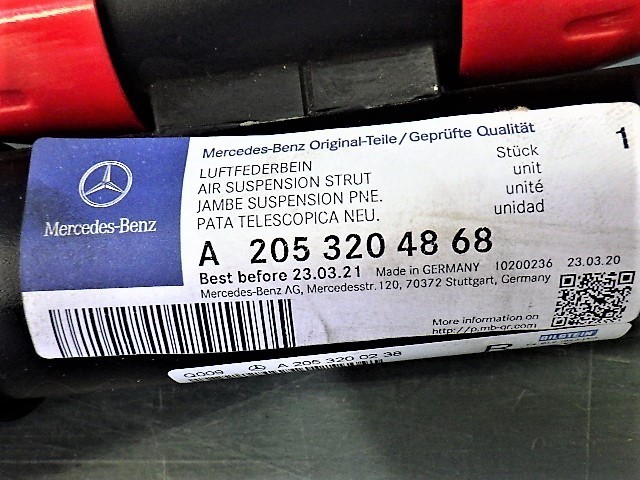 Mercedes-Benz Original-Teile/Geprüfte Qualität
LUFTFEDERBEIN
AIR SUSPENSION STRUT
JAMBE SUSPENSION PNE.
PATA TELESCOPICA NEU.
Stück
unit
unité
unidad
1
Mercedes-Benz
A 205 320 48 68
Best before 23.03.21 Made in GERMANY 10200236 23.03.20
Mercedes-Benz AG, Mercedesstr.120, 70372 Stuttgart, Germany
More information on
http://p.mb-qr.com
BILSTEIN
Q009 A 205 320 02 38